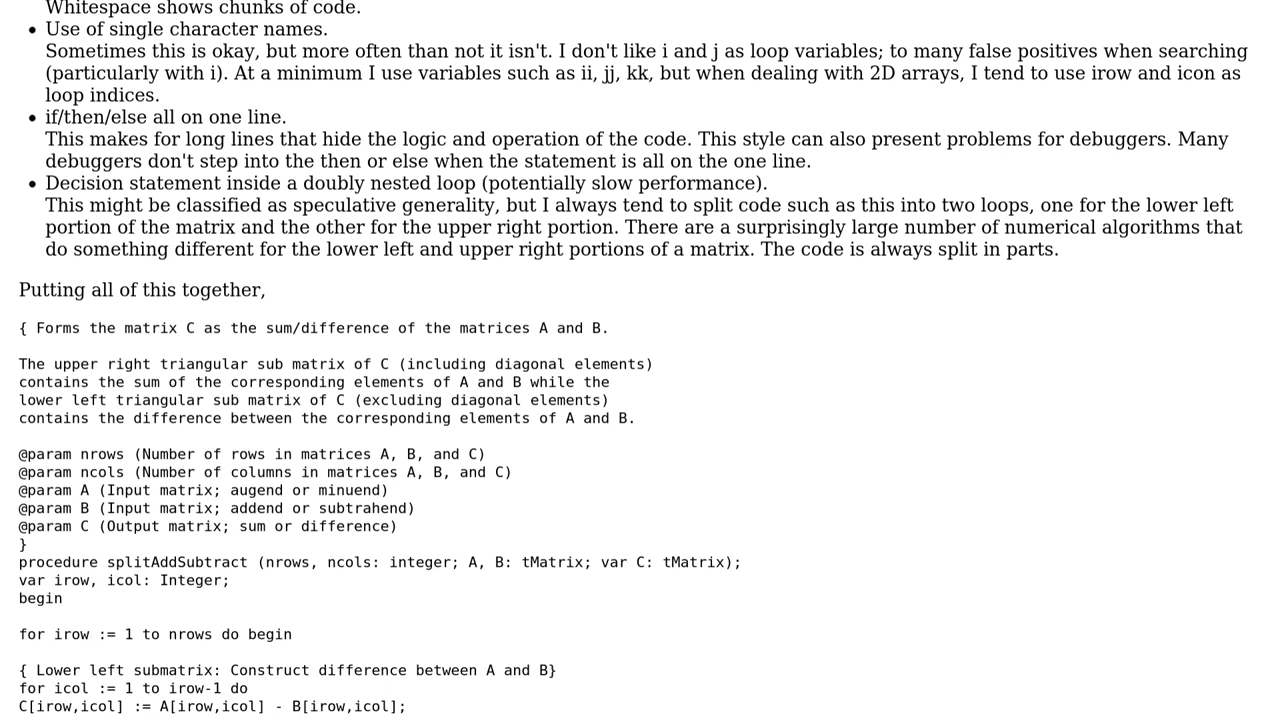 Whitespace shows chunks of code.
• Use of single character names.
Sometimes this is okay, but more often than not it isn't. I don't like i and j as loop variables; to many false positives when searching
(particularly with i). At a minimum I use variables such as ii, jj, kk, but when dealing with 2D arrays, I tend to use irow and icon as
loop indices.
• if/then/else all on one line.
This makes for long lines that hide the logic and operation of the code. This style can also present problems for debuggers. Many
debuggers don't step into the then or else when the statement is all on the one line.
• Decision statement inside a doubly nested loop (potentially slow performance).
This might be classified as speculative generality, but I always tend to split code such as this into two loops, one for the lower left
portion of the matrix and the other for the upper right portion. There are a surprisingly large number of numerical algorithms that
do something different for the lower left and upper right portions of a matrix. The code is always split in parts.
Putting all of this together,
{ Forms the matrix C as the sum/difference of the matrices A and B.
The upper right triangular sub matrix of C (including diagonal elements)
contains the sum of the corresponding elements of A and B while the
lower left triangular sub matrix of C (excluding diagonal elements)
contains the difference between the corresponding elements of A and B.
@param nrows (Number of rows in matrices A, B, and C)
@param ncols (Number of columns in matrices A, B, and C)
@param A (Input matrix; augend or minuend)
@param B (Input matrix; addend or subtrahend)
@param C (Output matrix; sum or difference)
}
procedure splitAddSubtract (nrows, ncols: integer; A, B: tMatrix; var C: tMatrix);
var irow, icol: Integer;
begin
for irow := 1 to nrows do begin
{ Lower left submatrix: Construct difference between A and B}
for icol := 1 to irow-1 do
C[irow,icol] := A[irow,icol] - B[irow,icol];